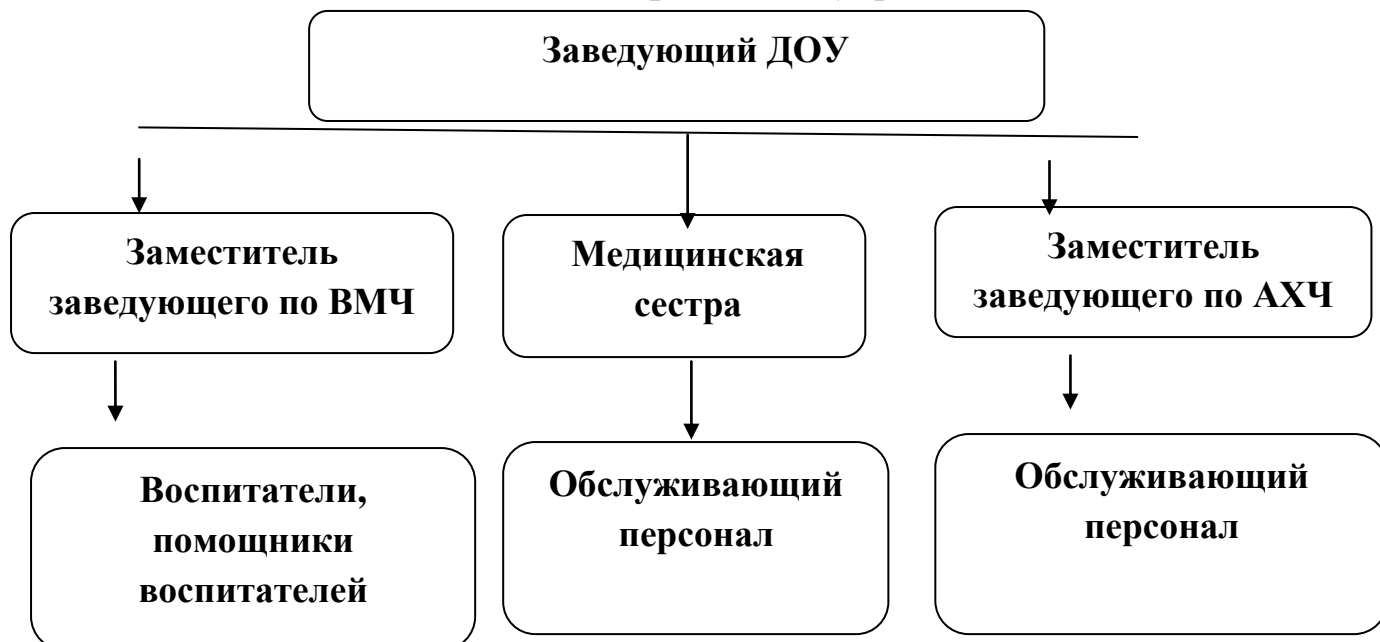 Заведующий ДОУ
Заместитель
заведующего по ВМЧ
Медицинская
сестра
Заместитель
заведующего по АХЧ
Воспитатели,
помощники
воспитателей
Обслуживающий
персонал
Обслуживающий
персонал